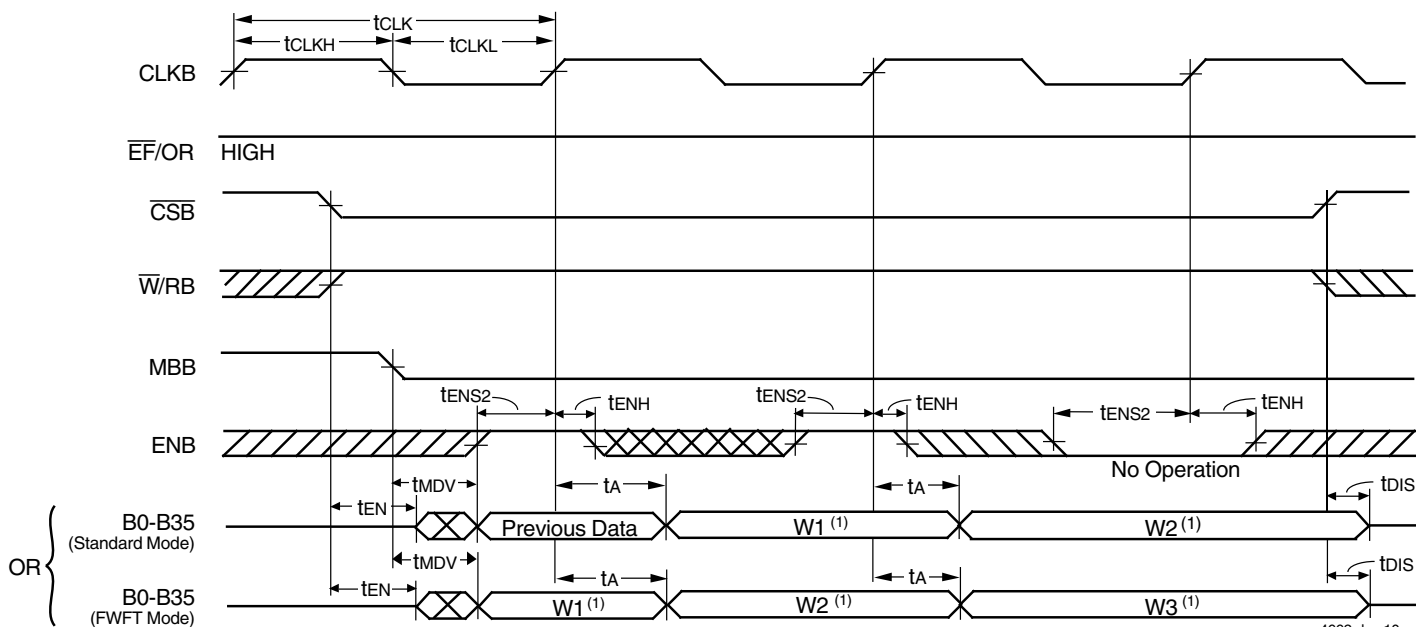 tCLK
tCLKH tCLKL
CLKB
EF/OR HIGH
CSB
W/RB
MBB
tENS2 tENH tENS2 tENH tENS2 tENH
ENB
No Operation
tMDV tA tA tDIS
tEN
B0-B35 Previous Data W1 (1) W2 (1)
(Standard Mode)
OR
tMDV tA tA tDIS
tEN
B0-B35 W1 (1) W2 (1) W3 (1)
(FWFT Mode)